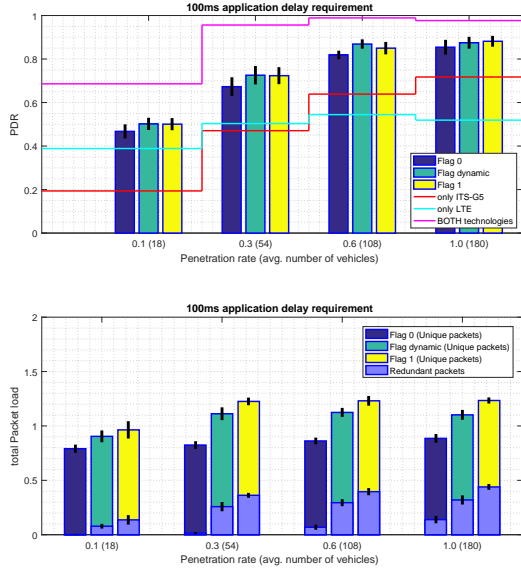 100ms application delay requirement
1
0.8
0.6
0.4
0.2
0
PDR
Flag 0
Flag dynamic
Flag 1
only ITS-G5
only LTE
BOTH technologies
0.1 (18)
0.3 (54)
0.6 (108)
1.0 (180)
Penetration rate (avg. number of vehicles)
100ms application delay requirement
2
1.5
1
0.5
0
total Packet load
Flag 0 (Unique packets)
Flag dynamic (Unique packets)
Flag 1 (Unique packets)
Redundant packets
0.1 (18)
0.3 (54)
0.6 (108)
1.0 (180)
Penetration rate (avg. number of vehicles)